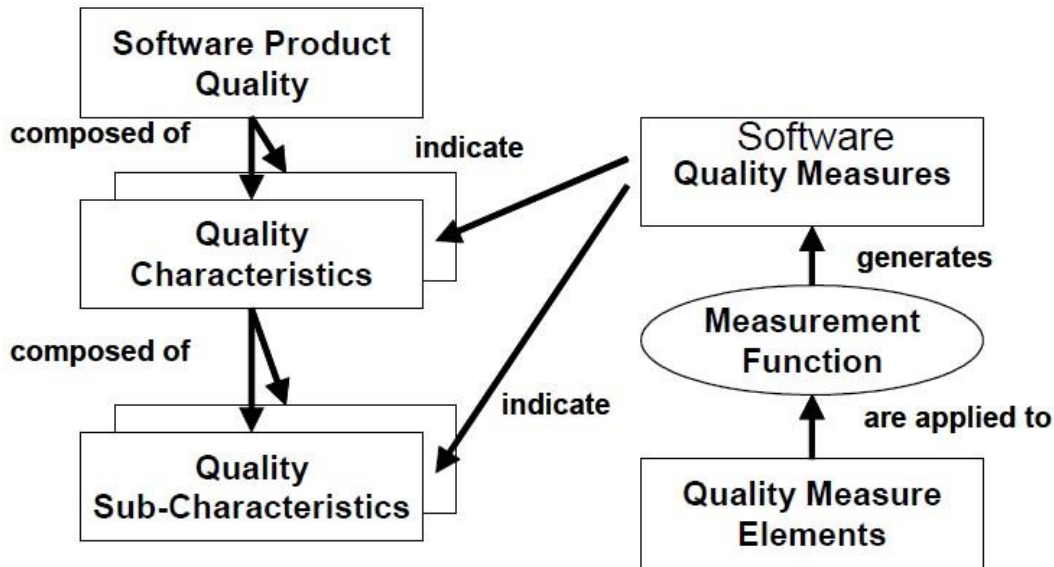 Software Product
Quality
composed of
indicate
Software
Quality Measures
Quality
Characteristics
generates
Measurement
Function
composed of
indicate
are applied to
Quality
Sub-Characteristics
Quality Measure
Elements